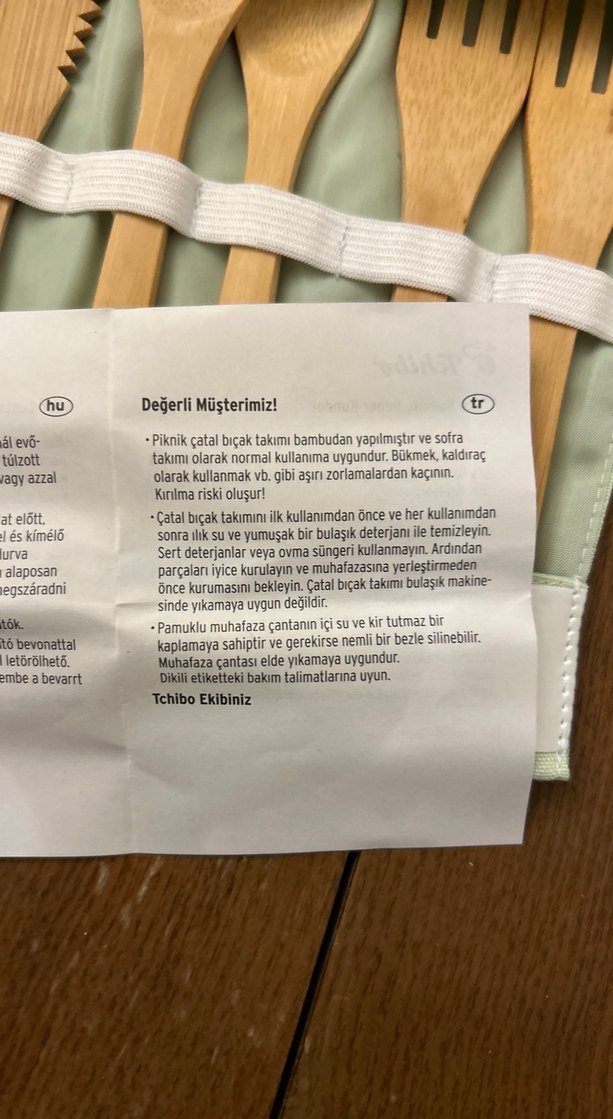 hu
ál evő-
túlzott
vagy azzal
at előtt,
el és kímélő
durva
alaposan
megszáradni
tók.
ító bevonattal
letörölhető.
embe a bevarrt
Değerli Müşterimiz!
tr
• Piknik çatal bıçak takımı bambudan yapılmıştır ve sofra
takımı olarak normal kullanıma uygundur. Bükmek, kaldıraç
olarak kullanmak vb. gibi aşırı zorlamalardan kaçının.
Kırılma riski oluşur!
• Çatal bıçak takımını ilk kullanımdan önce ve her kullanımdan
sonra ılık su ve yumuşak bir bulaşık deterjanı ile temizleyin.
Sert deterjanlar veya ovma süngeri kullanmayın. Ardından
parçaları iyice kurulayın ve muhafazasına yerleştirmeden
önce kurumasını bekleyin. Çatal bıçak takımı bulaşık makine-
sinde yıkamaya uygun değildir.
• Pamuklu muhafaza çantanın içi su ve kir tutmaz bir
kaplamaya sahiptir ve gerekirse nemli bir bezle silinebilir.
Muhafaza çantası elde yıkamaya uygundur.
Dikili etiketteki bakım talimatlarına uyun.
Tchibo Ekibiniz